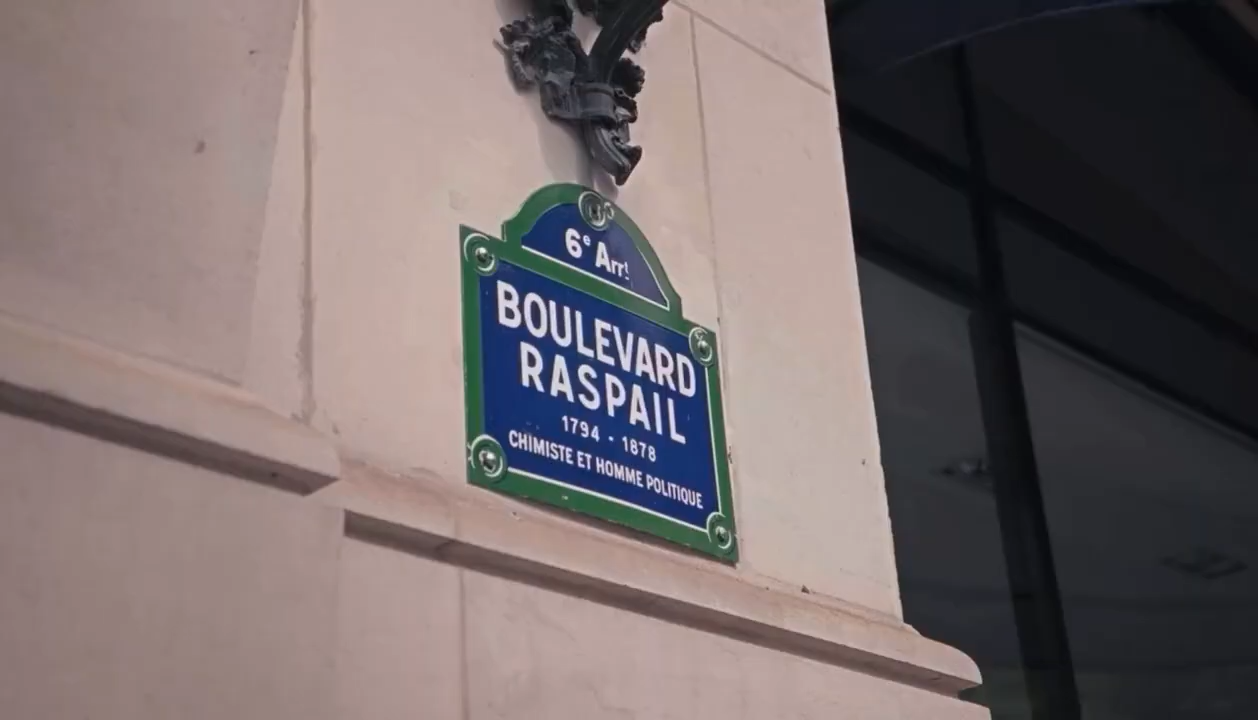 6e Arrt
BOULEVARD
RASPAIL
1794 - 1878
CHIMISTE ET HOMME POLITIQUE